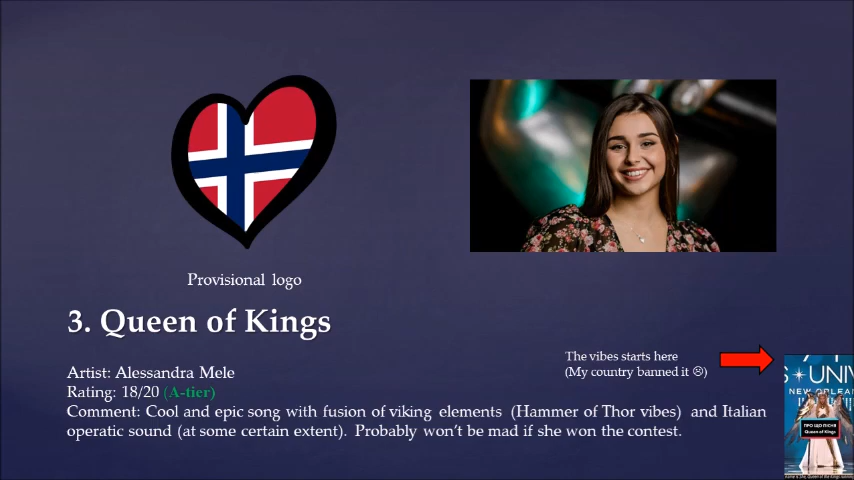 Provisional logo
3. Queen of Kings
Artist: Alessandra Mele
Rating: 18/20 (A-tier)
Comment: Cool and epic song with fusion of viking elements (Hammer of Thor vibes) and Italian
operatic sound (at some certain extent). Probably won't be mad if she won the contest.
The vibes starts here
(My country banned it ☹)
S ✦ UNIV
NEW ORLEAN
ПРО ЩО ПІСНЯ
Queen of Kings